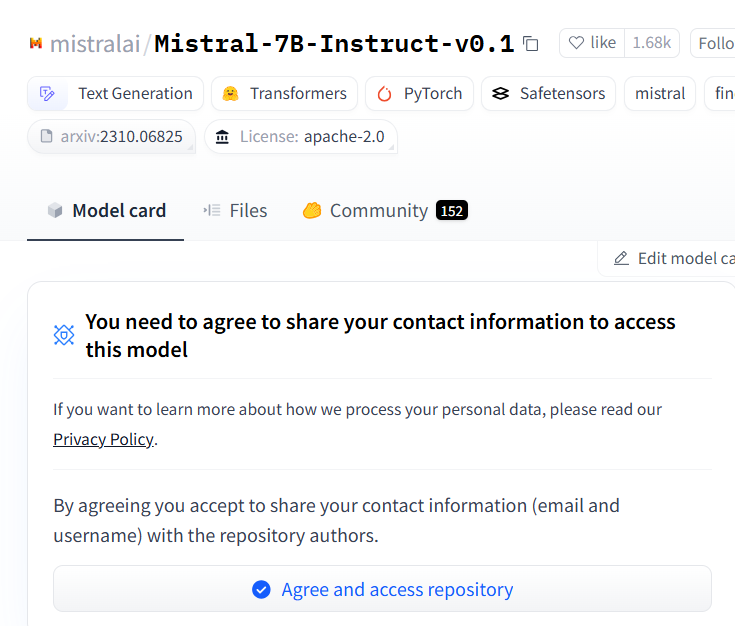 mistralai/Mistral-7B-Instruct-v0.1 like 1.68k Follo
Text Generation Transformers PyTorch Safetensors mistral fin
arxiv:2310.06825 License: apache-2.0
Model card Files Community 152
Edit model ca
You need to agree to share your contact information to access
this model
If you want to learn more about how we process your personal data, please read our
Privacy Policy.
By agreeing you accept to share your contact information (email and
username) with the repository authors.
Agree and access repository